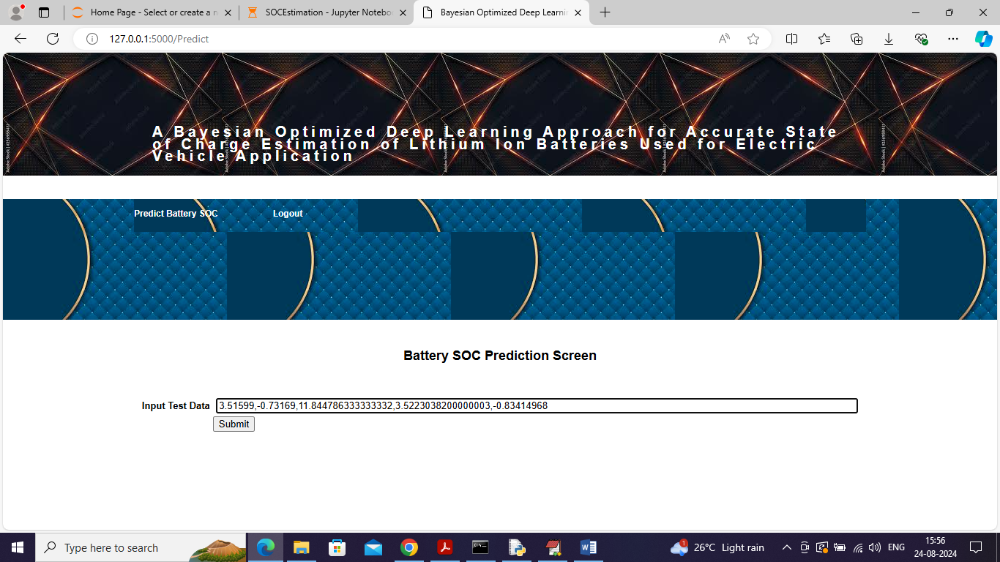 Home Page - Select or create a n
SOCEstimation - Jupyter Notebo
Bayesian Optimized Deep Learnin
127.0.0.1:5000/Predict
A Bayesian Optimized Deep Learning Approach for Accurate State
of Charge Estimation of Lithium Ion Batteries Used for Electric
Vehicle Application
Predict Battery SOC
Logout
Battery SOC Prediction Screen
Input Test Data
3.51599,-0.73169,11.844786333333332,3.5223038200000003,-0.83414968
Submit
Type here to search
1
26°C Light rain
ENG
15:56
24-08-2024